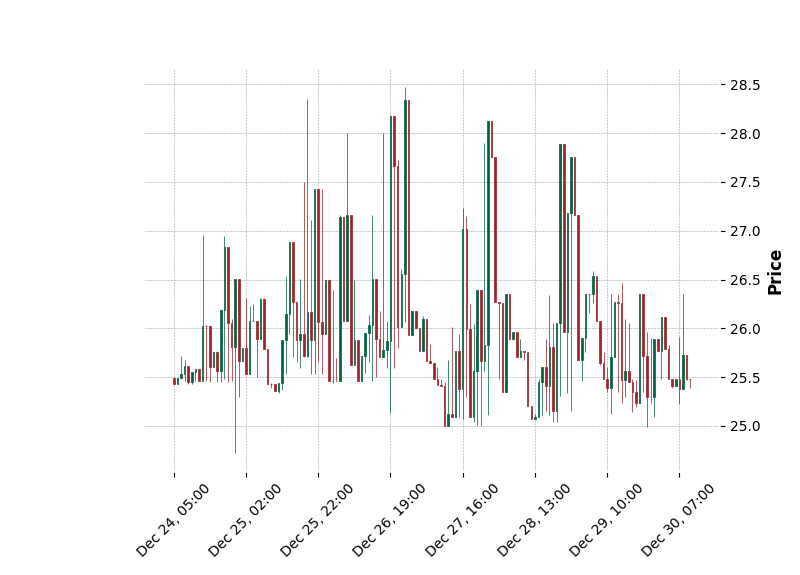 28.5
28.0
27.5
27.0
26.5
26.0
25.5
25.0
Price
Dec 24, 05:00
Dec 25, 02:00
Dec 25, 22:00
Dec 26, 19:00
Dec 27, 16:00
Dec 28, 13:00
Dec 29, 10:00
Dec 30, 07:00